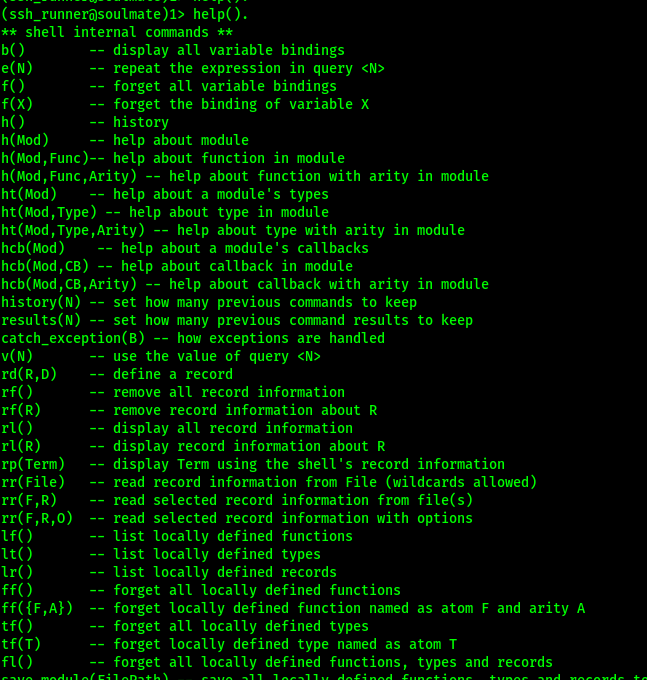 (ssh_runner@soulmate)1> help().
(ssh_runner@soulmate)1> help().
** shell internal commands **
b()        -- display all variable bindings
e(N)       -- repeat the expression in query <N>
f()        -- forget all variable bindings
f(X)       -- forget the binding of variable X
h()        -- history
h(Mod)     -- help about module
h(Mod,Func)-- help about function in module
h(Mod,Func,Arity) -- help about function with arity in module
ht(Mod)    -- help about a module's types
ht(Mod,Type) -- help about type in module
ht(Mod,Type,Arity) -- help about type with arity in module
hcb(Mod)    -- help about a module's callbacks
hcb(Mod,CB) -- help about callback in module
hcb(Mod,CB,Arity) -- help about callback with arity in module
history(N) -- set how many previous commands to keep
results(N) -- set how many previous command results to keep
catch_exception(B) -- how exceptions are handled
v(N)       -- use the value of query <N>
rd(R,D)    -- define a record
rf()       -- remove all record information
rf(R)      -- remove record information about R
rl()       -- display all record information
rl(R)      -- display record information about R
rp(Term)   -- display Term using the shell's record information
rr(File)   -- read record information from File (wildcards allowed)
rr(F,R)    -- read selected record information from file(s)
rr(F,R,O)  -- read selected record information with options
lf()       -- list locally defined functions
lt()       -- list locally defined types
lr()       -- list locally defined records
ff()       -- forget all locally defined functions
ff({F,A})  -- forget locally defined function named as atom F and arity A
tf()       -- forget all locally defined types
tf(T)      -- forget locally defined type named as atom T
fl()       -- forget all locally defined functions, types and records
save_module(FilePath) -- save all locally defined functions, types and records to